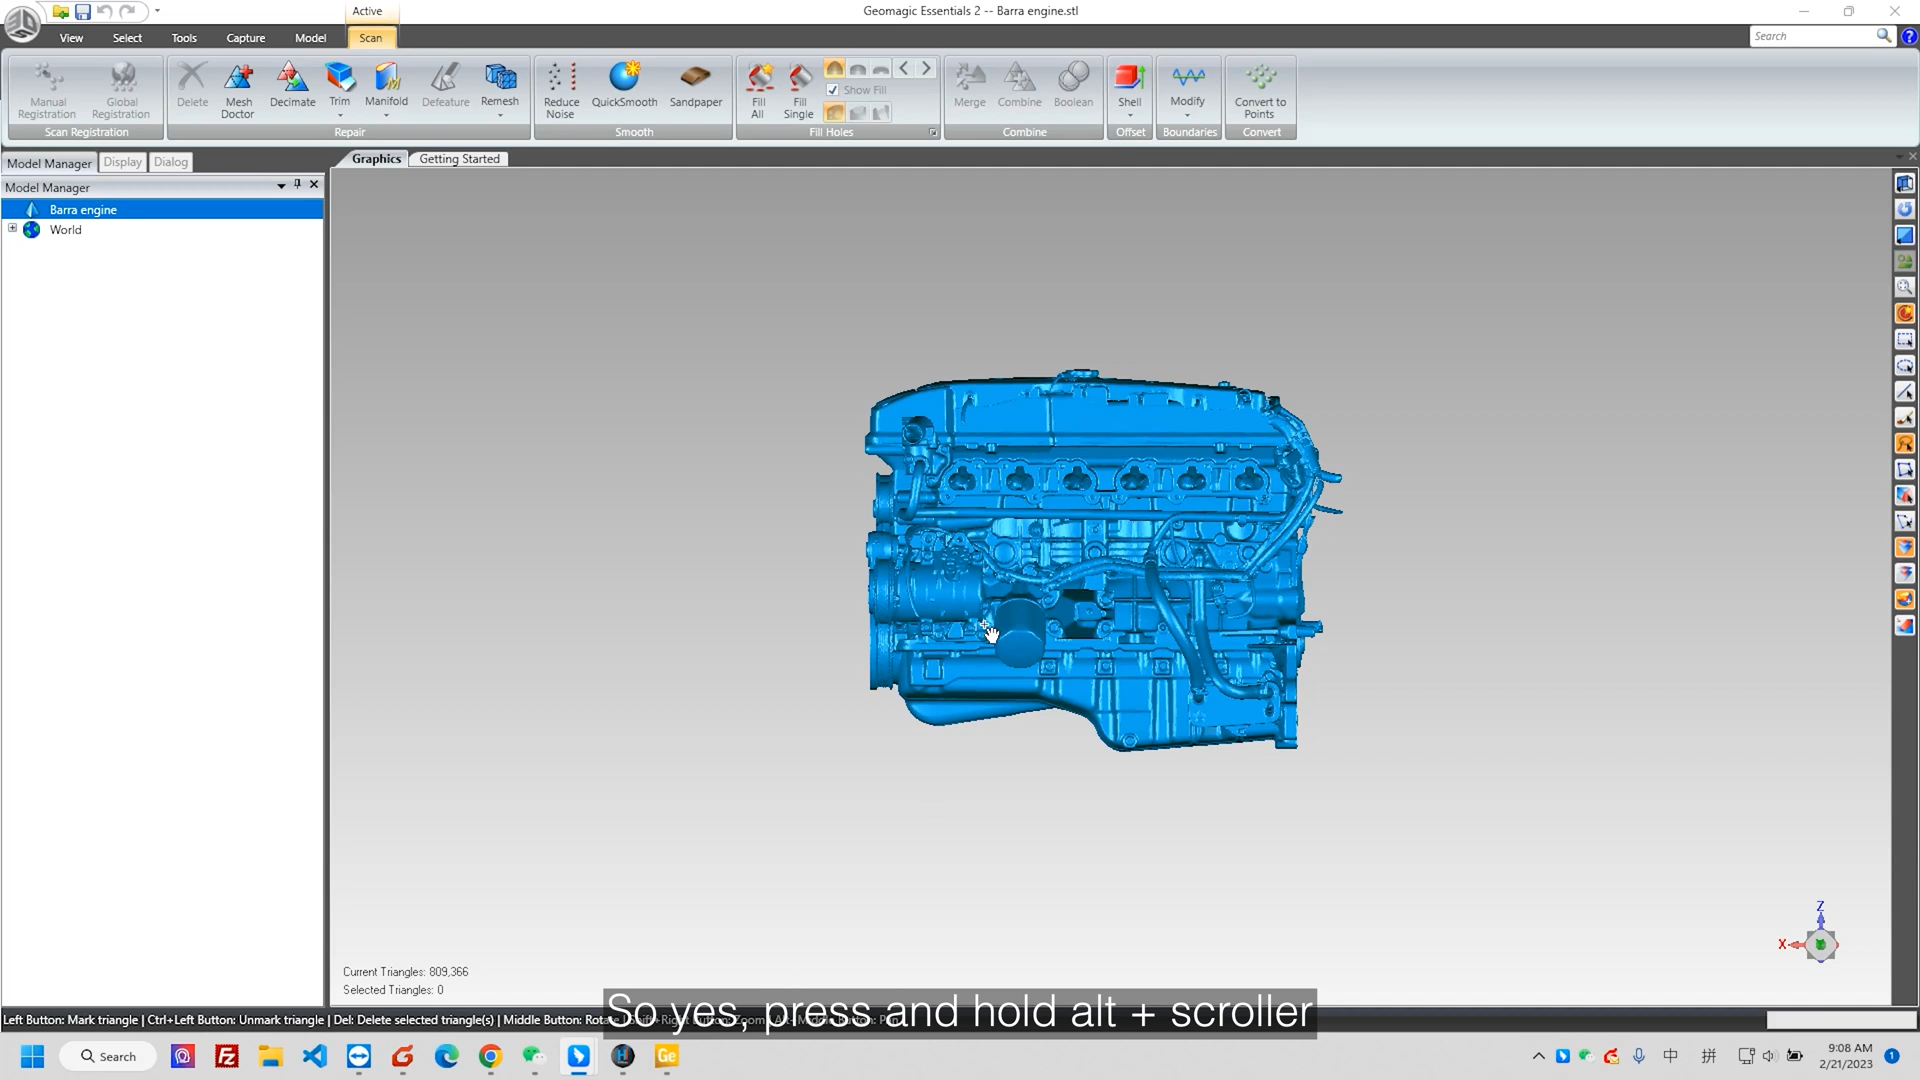 Active
Geomagic Essentials 2 -- Barra engine.stl
View
Select
Tools
Capture
Model
Scan
Search
Manual Registration
Global Registration
Scan Registration
Delete
Mesh Doctor
Decimate
Trim
Manifold
Defeature
Remesh
Repair
Reduce Noise
QuickSmooth
Sandpaper
Smooth
Fill All
Fill Single
Show Fill
Fill Holes
Merge
Combine
Boolean
Combine
Shell
Offset
Modify
Boundaries
Convert to Points
Convert
Model Manager
Display
Dialog
Graphics
Getting Started
Model Manager
Barra engine
World
Z
X
Current Triangles: 809,366
Selected Triangles: 0
So yes, press and hold alt + scroller
Left Button: Mark triangle | Ctrl+Left Button: Unmark triangle | Del: Delete selected triangle(s) | Middle Button:
Search
Ge
中
拼
9:08 AM
2/21/2023
1